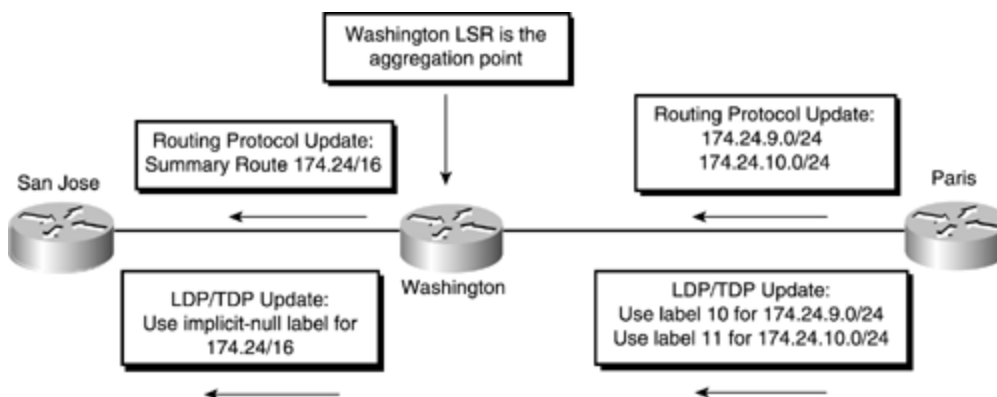 Washington LSR is the
aggregation point
Routing Protocol Update:
Summary Route 174.24/16
Routing Protocol Update:
174.24.9.0/24
174.24.10.0/24
San Jose
Paris
Washington
LDP/TDP Update:
Use implicit-null label for
174.24/16
LDP/TDP Update:
Use label 10 for 174.24.9.0/24
Use label 11 for 174.24.10.0/24